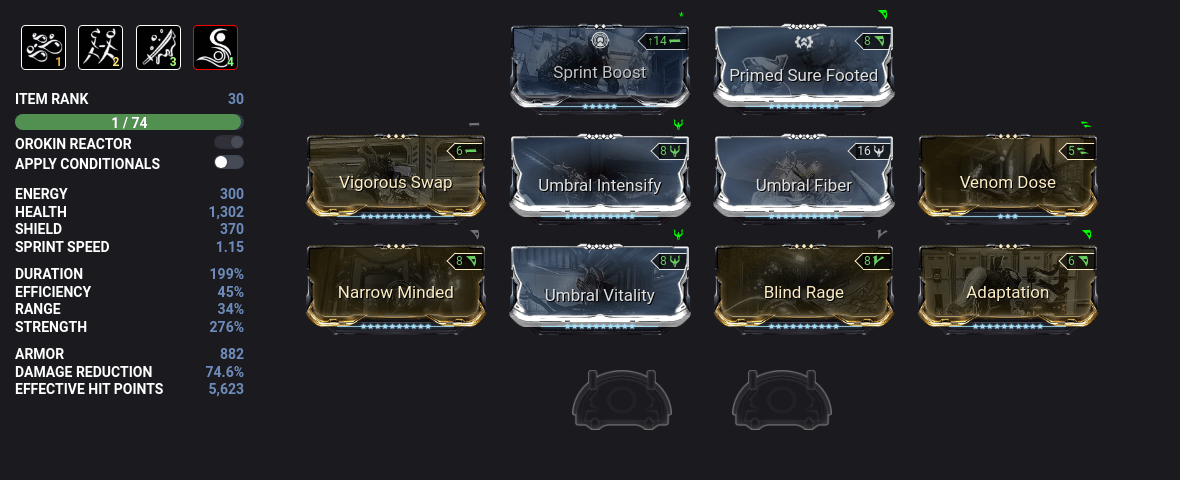 1
2
3
4
ITEM RANK 30
1 / 74
OROKIN REACTOR
APPLY CONDITIONALS
ENERGY 300
HEALTH 1,302
SHIELD 370
SPRINT SPEED 1.15
DURATION 199%
EFFICIENCY 45%
RANGE 34%
STRENGTH 276%
ARMOR 882
DAMAGE REDUCTION 74.6%
EFFECTIVE HIT POINTS 5,623
↑14
Sprint Boost
8
Primed Sure Footed
6
Vigorous Swap
8
Umbral Intensify
16
Umbral Fiber
5
Venom Dose
8
Narrow Minded
8
Umbral Vitality
8
Blind Rage
6
Adaptation